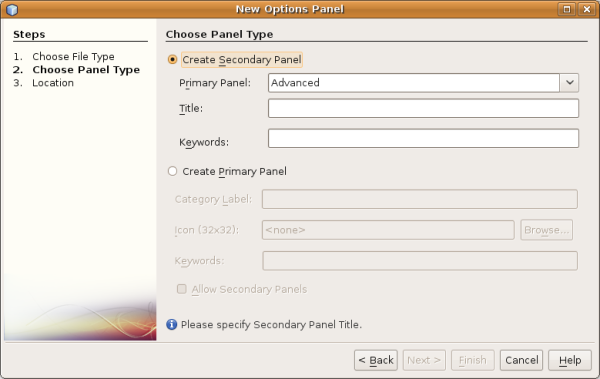 New Options Panel
Steps
1. Choose File Type
2. Choose Panel Type
3. Location
Choose Panel Type
Create Secondary Panel
Primary Panel: Advanced
Title:
Keywords:
Create Primary Panel
Category Label:
Icon (32x32): <none> Browse...
Keywords:
Allow Secondary Panels
Please specify Secondary Panel Title.
< Back Next > Finish Cancel Help